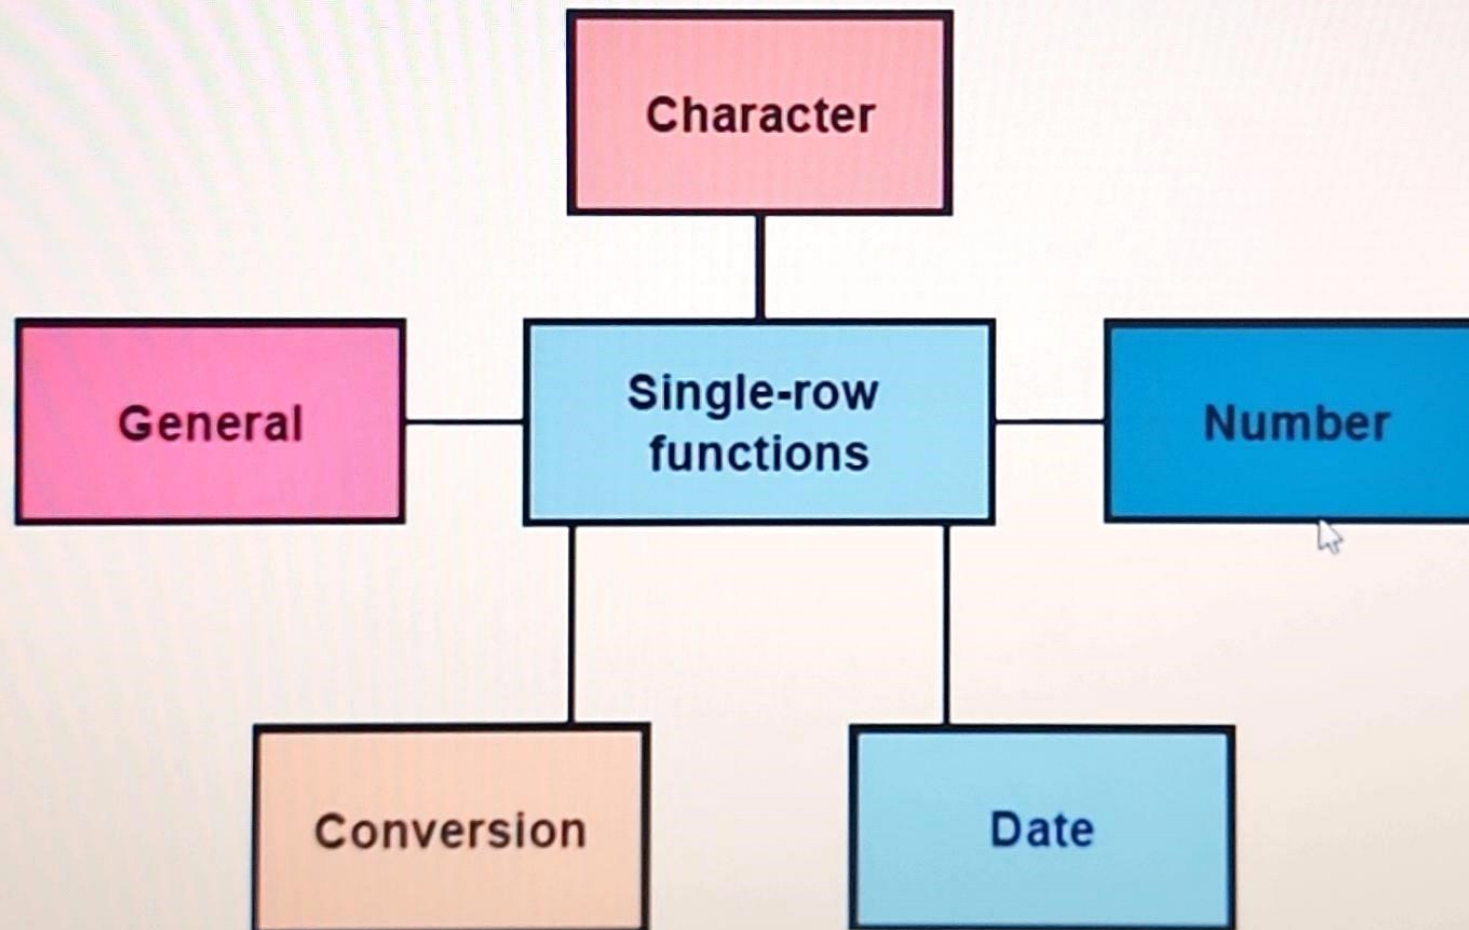 Character
General
Single-row
functions
Number
Conversion
Date